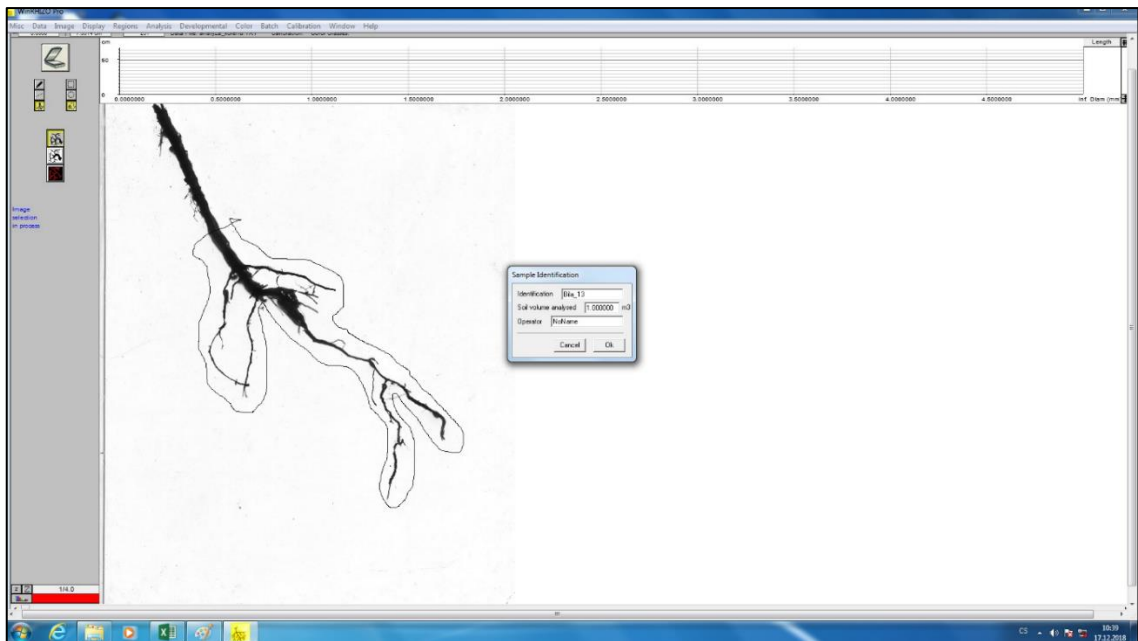 WinRHIZO Pro
Misc Data Image Display Regions Analysis Developmental Color Batch Calibration Window Help
cm
Length
50
0
0.0000000 0.5000000 1.0000000 1.5000000 2.0000000 2.5000000 3.0000000 3.5000000 4.0000000 4.5000000 Inf. Diam (mm
Image
selection
in process
Sample Identification
Identification Bila_13
Soil volume analysed 1.000000 m3
Operator NoName
Cancel Ok
1/4.0
CS
10:39
17.12.2018